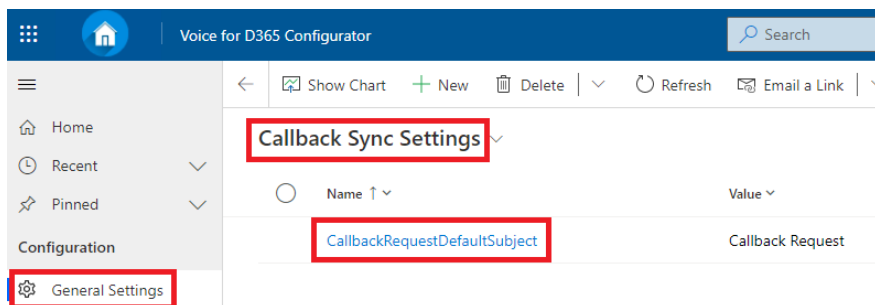 Voice for D365 Configurator
Search
Show Chart
New
Delete
Refresh
Email a Link
Home
Recent
Pinned
Configuration
General Settings
Callback Sync Settings
Name ↑
Value
CallbackRequestDefaultSubject
Callback Request